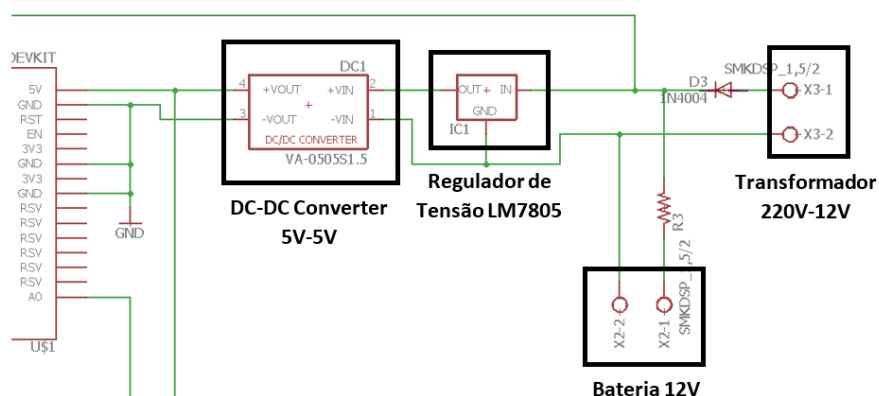 DEVKIT
5V
GND
RST
EN
3V3
GND
3V3
GND
RSV
RSV
RSV
RSV
RSV
RSV
A0
U$1
GND
DC1
4 +VOUT +VIN 2
+
3 -VOUT -VIN 1
DC/DC CONVERTER
VA-0505S1.5
DC-DC Converter
5V-5V
OUT+ IN
GND
IC1
Regulador de
Tensão LM7805
D3
1N4004
SMKDSP_1,5/2
X3-1
X3-2
Transformador
220V-12V
R3
SMKDSP_1,5/2
X2-2
X2-1
Bateria 12V